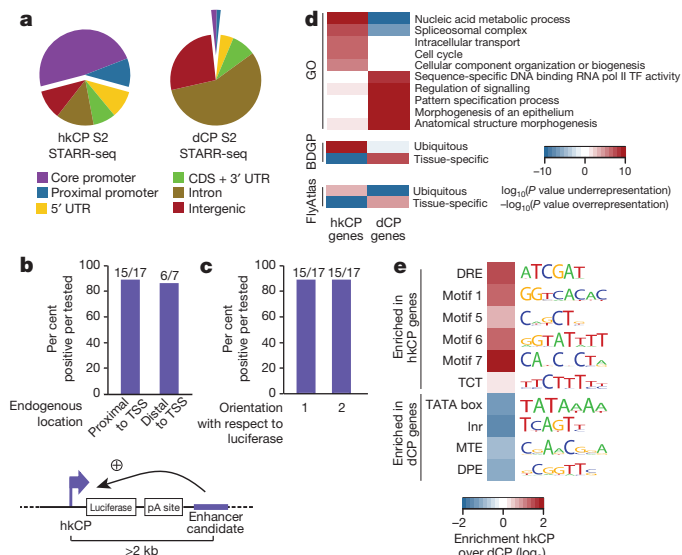 a
hkCP S2
STARR-seq
dCP S2
STARR-seq
Core promoter
Proximal promoter
5′ UTR
CDS + 3′ UTR
Intron
Intergenic
d
GO
Nucleic acid metabolic process
Spliceosomal complex
Intracellular transport
Cell cycle
Cellular component organization or biogenesis
Sequence-specific DNA binding RNA pol II TF activity
Regulation of signalling
Pattern specification process
Morphogenesis of an epithelium
Anatomical structure morphogenesis
BDGP
Ubiquitous
Tissue-specific
FlyAtlas
Ubiquitous
Tissue-specific
hkCP genes
dCP genes
–10 0 10
log10(P value underrepresentation)
–log10(P value overrepresentation)
b
Per cent positive per tested
100
80
60
40
20
0
15/17 6/7
Endogenous location
Proximal to TSS
Distal to TSS
c
Per cent positive per tested
100
80
60
40
20
0
15/17 15/17
Orientation 1 2
with respect to
luciferase
hkCP
Luciferase
pA site
Enhancer
candidate
>2 kb
e
Enriched in hkCP genes
DRE ATCGAT
Motif 1
Motif 5
Motif 6
Motif 7
TCT
Enriched in dCP genes
TATA box TATAAAA
Inr
MTE
DPE
–2 0 2
Enrichment hkCP
over dCP (log2)